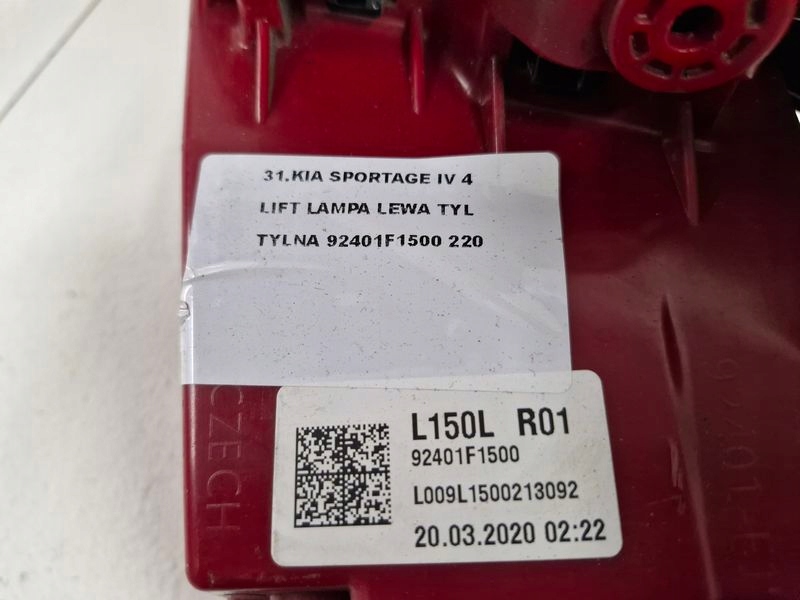 31.KIA SPORTAGE IV 4
LIFT LAMPA LEWA TYL
TYLNA 92401F1500 220
L150L R01
92401F1500
L009L1500213092
20.03.2020 02:22
CZECH